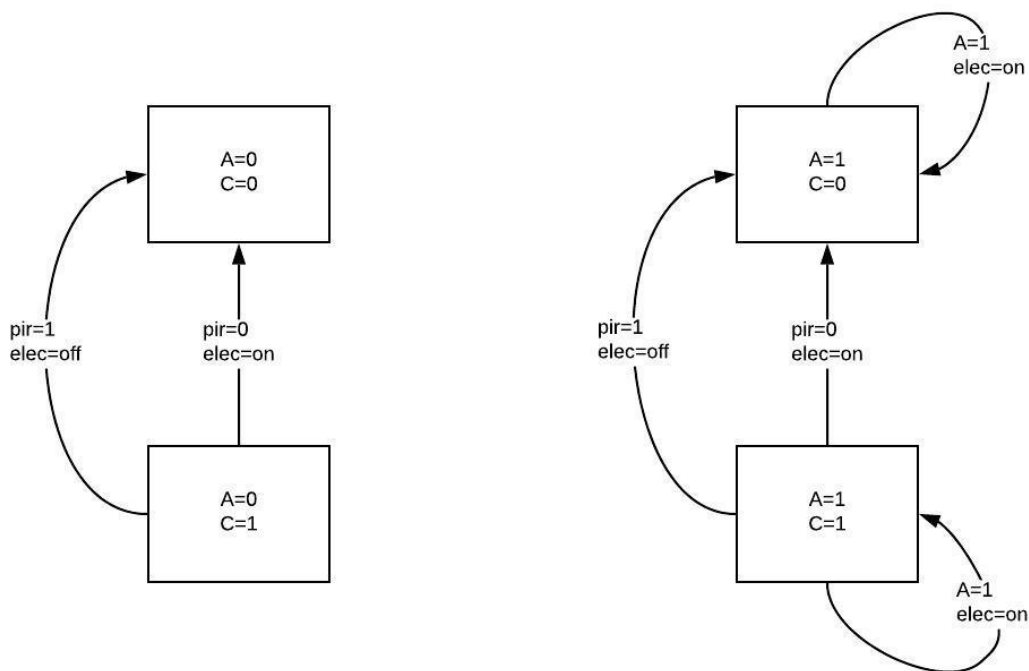 A=1
elec=on
A=0
C=0
A=1
C=0
pir=1
elec=off
pir=0
elec=on
pir=1
elec=off
pir=0
elec=on
A=0
C=1
A=1
C=1
A=1
elec=on